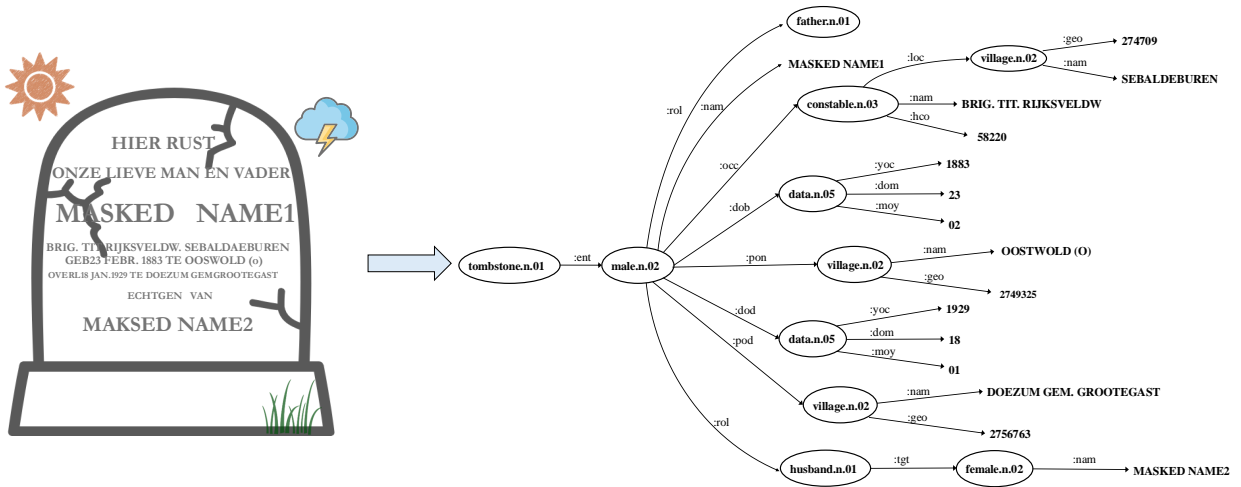 HIER RUST
ONZE LIEVE MAN EN VADER
MASKED NAME1
BRIG. TIT. RIJKSVELDW. SEBALDAEBUREN
GEB23 FEBR. 1883 TE OOSWOLD (o)
OVERL18 JAN.1929 TE DOEZUM GEMGROOTEGAST
ECHTGEN VAN
MAKSED NAME2
tombstone.n.01
:ent
male.n.02
:rol
father.n.01
:nam
MASKED NAME1
:occ
constable.n.03
:loc
village.n.02
:geo
274709
:nam
SEBALDEBUREN
:nam
BRIG. TIT. RIJKSVELDW
:hco
58220
:dob
data.n.05
:yoc
1883
:dom
23
:moy
02
:pon
village.n.02
:nam
OOSTWOLD (O)
:geo
2749325
:dod
data.n.05
:yoc
1929
:dom
18
:moy
01
:pod
village.n.02
:nam
DOEZUM GEM. GROOTEGAST
:geo
2756763
:rol
husband.n.01
:tgt
female.n.02
:nam
MASKED NAME2